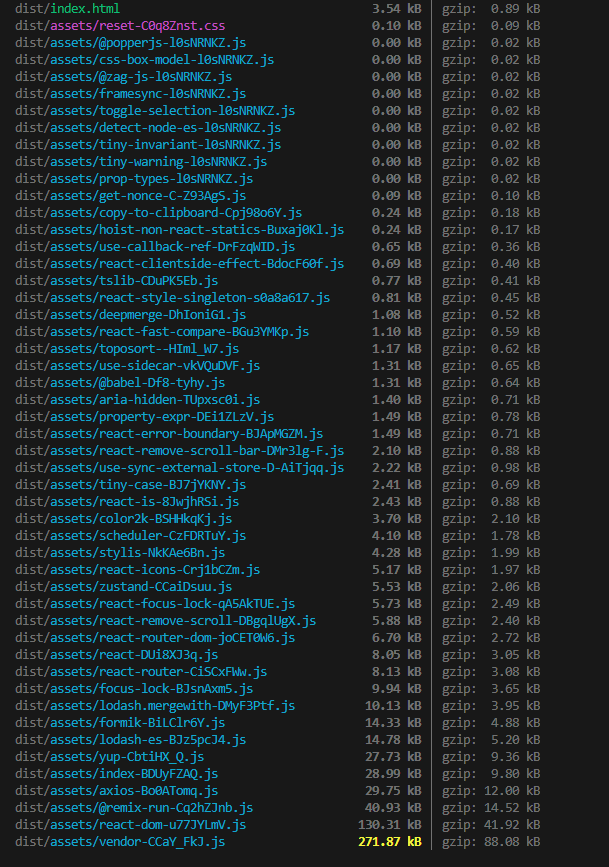 dist/index.html 3.54 kB │ gzip: 0.89 kB
dist/assets/reset-C0q8Znst.css 0.10 kB │ gzip: 0.09 kB
dist/assets/@popperjs-l0sNRNKZ.js 0.00 kB │ gzip: 0.02 kB
dist/assets/css-box-model-l0sNRNKZ.js 0.00 kB │ gzip: 0.02 kB
dist/assets/@zag-js-l0sNRNKZ.js 0.00 kB │ gzip: 0.02 kB
dist/assets/framesync-l0sNRNKZ.js 0.00 kB │ gzip: 0.02 kB
dist/assets/toggle-selection-l0sNRNKZ.js 0.00 kB │ gzip: 0.02 kB
dist/assets/detect-node-es-l0sNRNKZ.js 0.00 kB │ gzip: 0.02 kB
dist/assets/tiny-invariant-l0sNRNKZ.js 0.00 kB │ gzip: 0.02 kB
dist/assets/tiny-warning-l0sNRNKZ.js 0.00 kB │ gzip: 0.02 kB
dist/assets/prop-types-l0sNRNKZ.js 0.00 kB │ gzip: 0.02 kB
dist/assets/get-nonce-C-Z93AgS.js 0.09 kB │ gzip: 0.10 kB
dist/assets/copy-to-clipboard-Cpj98o6Y.js 0.24 kB │ gzip: 0.18 kB
dist/assets/hoist-non-react-statics-Buxaj0Kl.js 0.24 kB │ gzip: 0.17 kB
dist/assets/use-callback-ref-DrFzqWID.js 0.65 kB │ gzip: 0.36 kB
dist/assets/react-clientside-effect-BdocF60f.js 0.69 kB │ gzip: 0.40 kB
dist/assets/tslib-CDuPK5Eb.js 0.77 kB │ gzip: 0.41 kB
dist/assets/react-style-singleton-s0a8a617.js 0.81 kB │ gzip: 0.45 kB
dist/assets/deepmerge-DhIoniG1.js 1.08 kB │ gzip: 0.52 kB
dist/assets/react-fast-compare-BGu3YMKp.js 1.10 kB │ gzip: 0.59 kB
dist/assets/toposort--HIml_W7.js 1.17 kB │ gzip: 0.62 kB
dist/assets/use-sidecar-vkVQuDVF.js 1.31 kB │ gzip: 0.65 kB
dist/assets/@babel-Df8-tyhy.js 1.31 kB │ gzip: 0.64 kB
dist/assets/aria-hidden-TUpxsc0i.js 1.40 kB │ gzip: 0.71 kB
dist/assets/property-expr-DEi1ZLzV.js 1.49 kB │ gzip: 0.78 kB
dist/assets/react-error-boundary-BJApMGZM.js 1.49 kB │ gzip: 0.71 kB
dist/assets/react-remove-scroll-bar-DMr3lg-F.js 2.10 kB │ gzip: 0.88 kB
dist/assets/use-sync-external-store-D-AiTjqq.js 2.22 kB │ gzip: 0.98 kB
dist/assets/tiny-case-BJ7jYKNY.js 2.41 kB │ gzip: 0.69 kB
dist/assets/react-is-8JwjhRSi.js 2.43 kB │ gzip: 0.88 kB
dist/assets/color2k-BSHHkqKj.js 3.70 kB │ gzip: 2.10 kB
dist/assets/scheduler-CzFDRTuY.js 4.10 kB │ gzip: 1.78 kB
dist/assets/stylis-NkKAe6Bn.js 4.28 kB │ gzip: 1.99 kB
dist/assets/react-icons-Crj1bCZm.js 5.17 kB │ gzip: 1.97 kB
dist/assets/zustand-CCaiDsuu.js 5.53 kB │ gzip: 2.06 kB
dist/assets/react-focus-lock-qA5AkTUE.js 5.73 kB │ gzip: 2.49 kB
dist/assets/react-remove-scroll-DBgqlUgX.js 5.88 kB │ gzip: 2.40 kB
dist/assets/react-router-dom-joCET0W6.js 6.70 kB │ gzip: 2.72 kB
dist/assets/react-DUi8XJ3q.js 8.05 kB │ gzip: 3.05 kB
dist/assets/react-router-CiSCxFWw.js 8.13 kB │ gzip: 3.08 kB
dist/assets/focus-lock-BJsnAxm5.js 9.94 kB │ gzip: 3.65 kB
dist/assets/lodash.mergewith-DMyF3Ptf.js 10.13 kB │ gzip: 3.95 kB
dist/assets/formik-BiLClr6Y.js 14.33 kB │ gzip: 4.88 kB
dist/assets/lodash-es-BJz5pcJ4.js 14.78 kB │ gzip: 5.20 kB
dist/assets/yup-CbtiHX_Q.js 27.73 kB │ gzip: 9.36 kB
dist/assets/index-BDUyFZAQ.js 28.99 kB │ gzip: 9.80 kB
dist/assets/axios-Bo0ATomq.js 29.75 kB │ gzip: 12.00 kB
dist/assets/@remix-run-Cq2hZJnb.js 40.93 kB │ gzip: 14.52 kB
dist/assets/react-dom-u77JYLmV.js 130.31 kB │ gzip: 41.92 kB
dist/assets/vendor-CCaY_FkJ.js 271.87 kB │ gzip: 88.08 kB